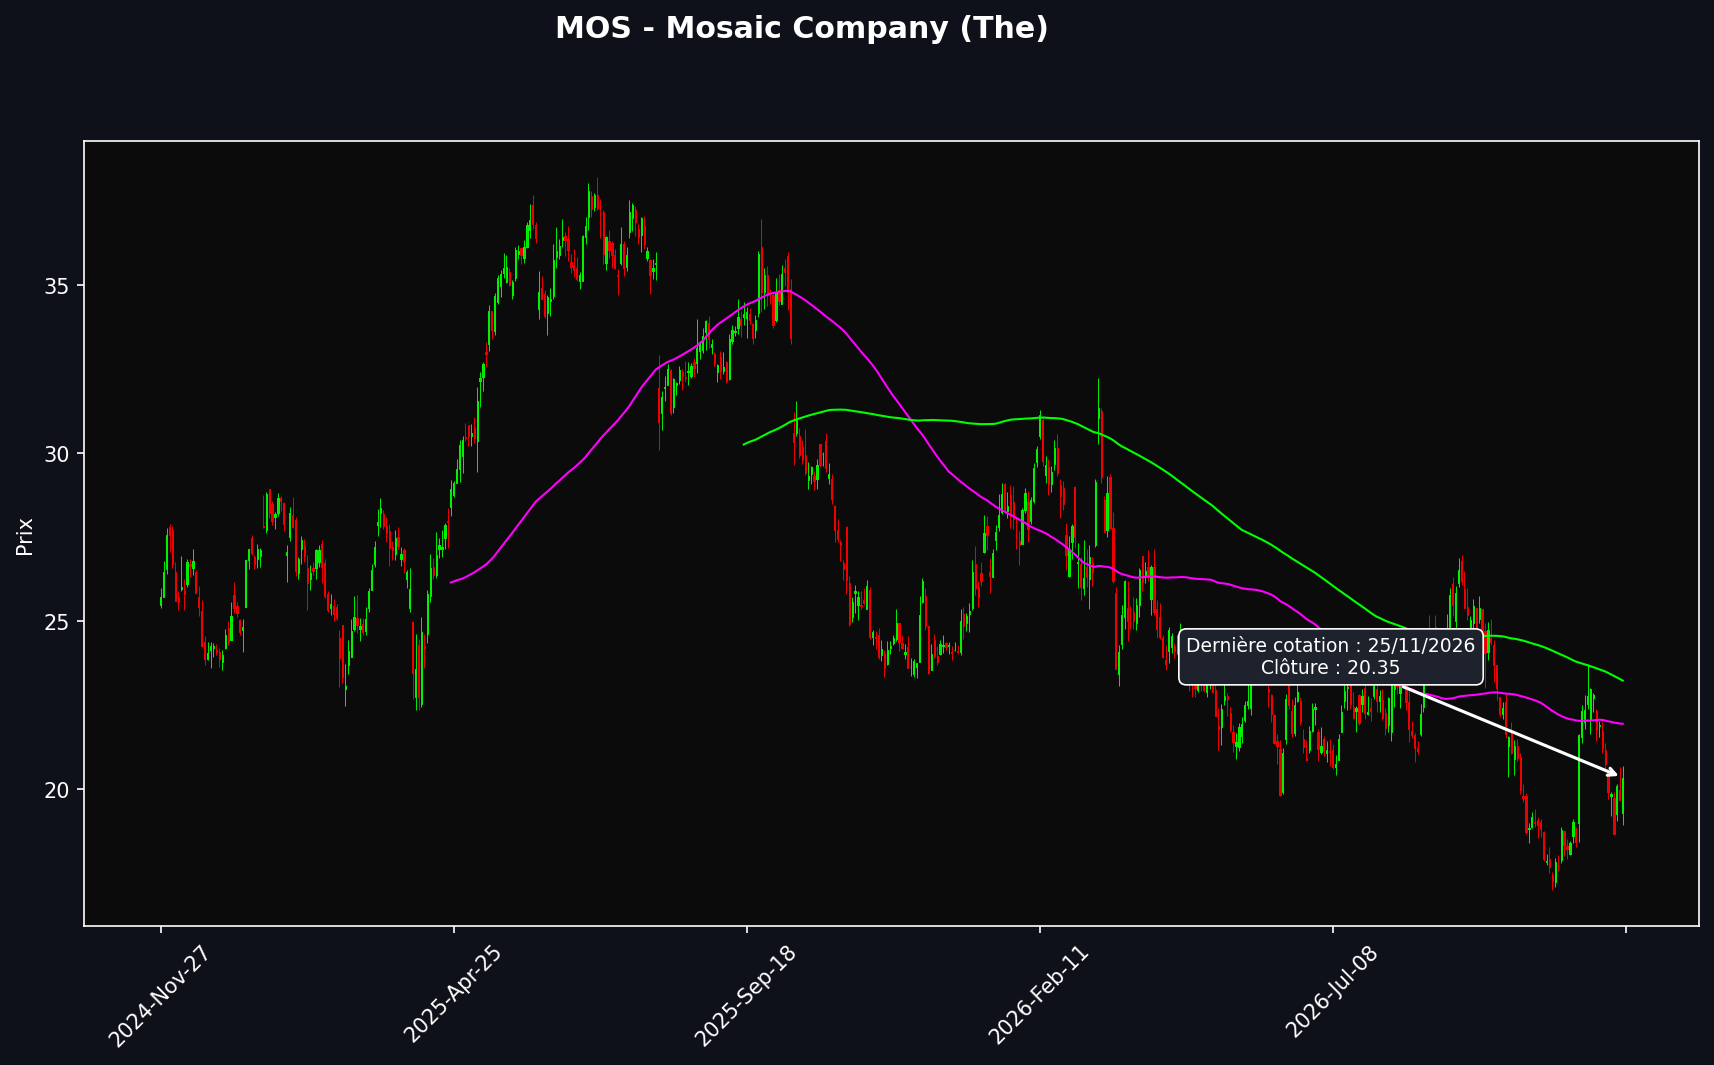 MOS - Mosaic Company (The)
Prix
35
30
25
20
Dernière cotation : 25/11/2026
Clôture : 20.35
2024-Nov-27
2025-Apr-25
2025-Sep-18
2026-Feb-11
2026-Jul-08